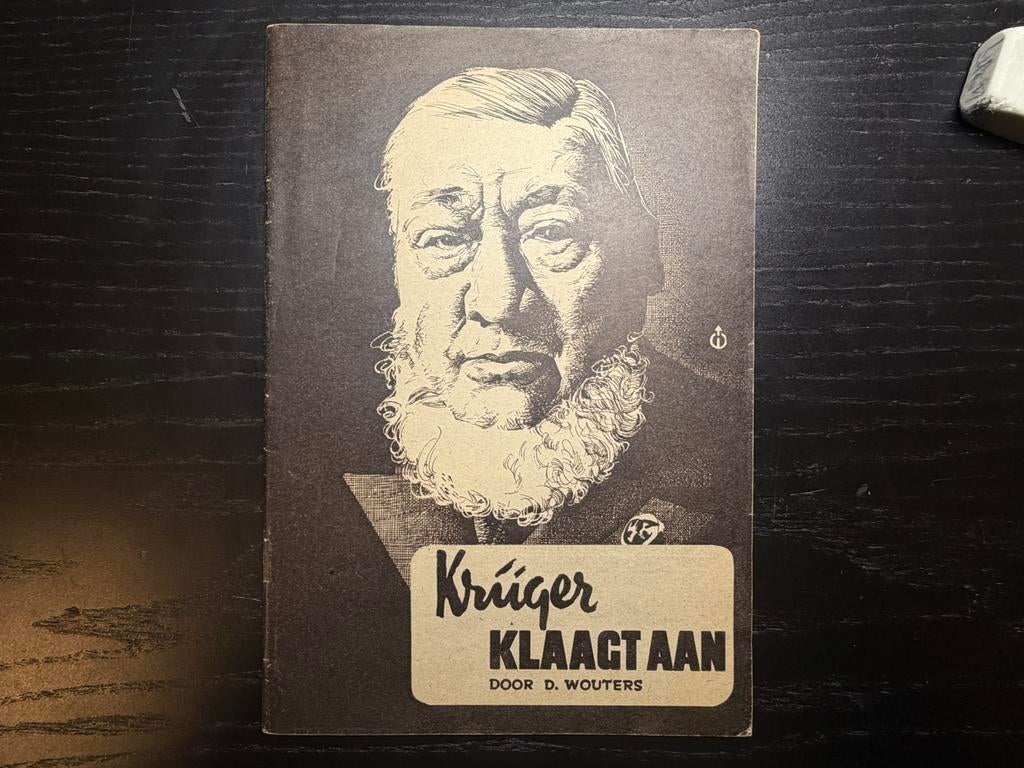 Krüger
KLAAGT AAN
DOOR D. WOUTERS